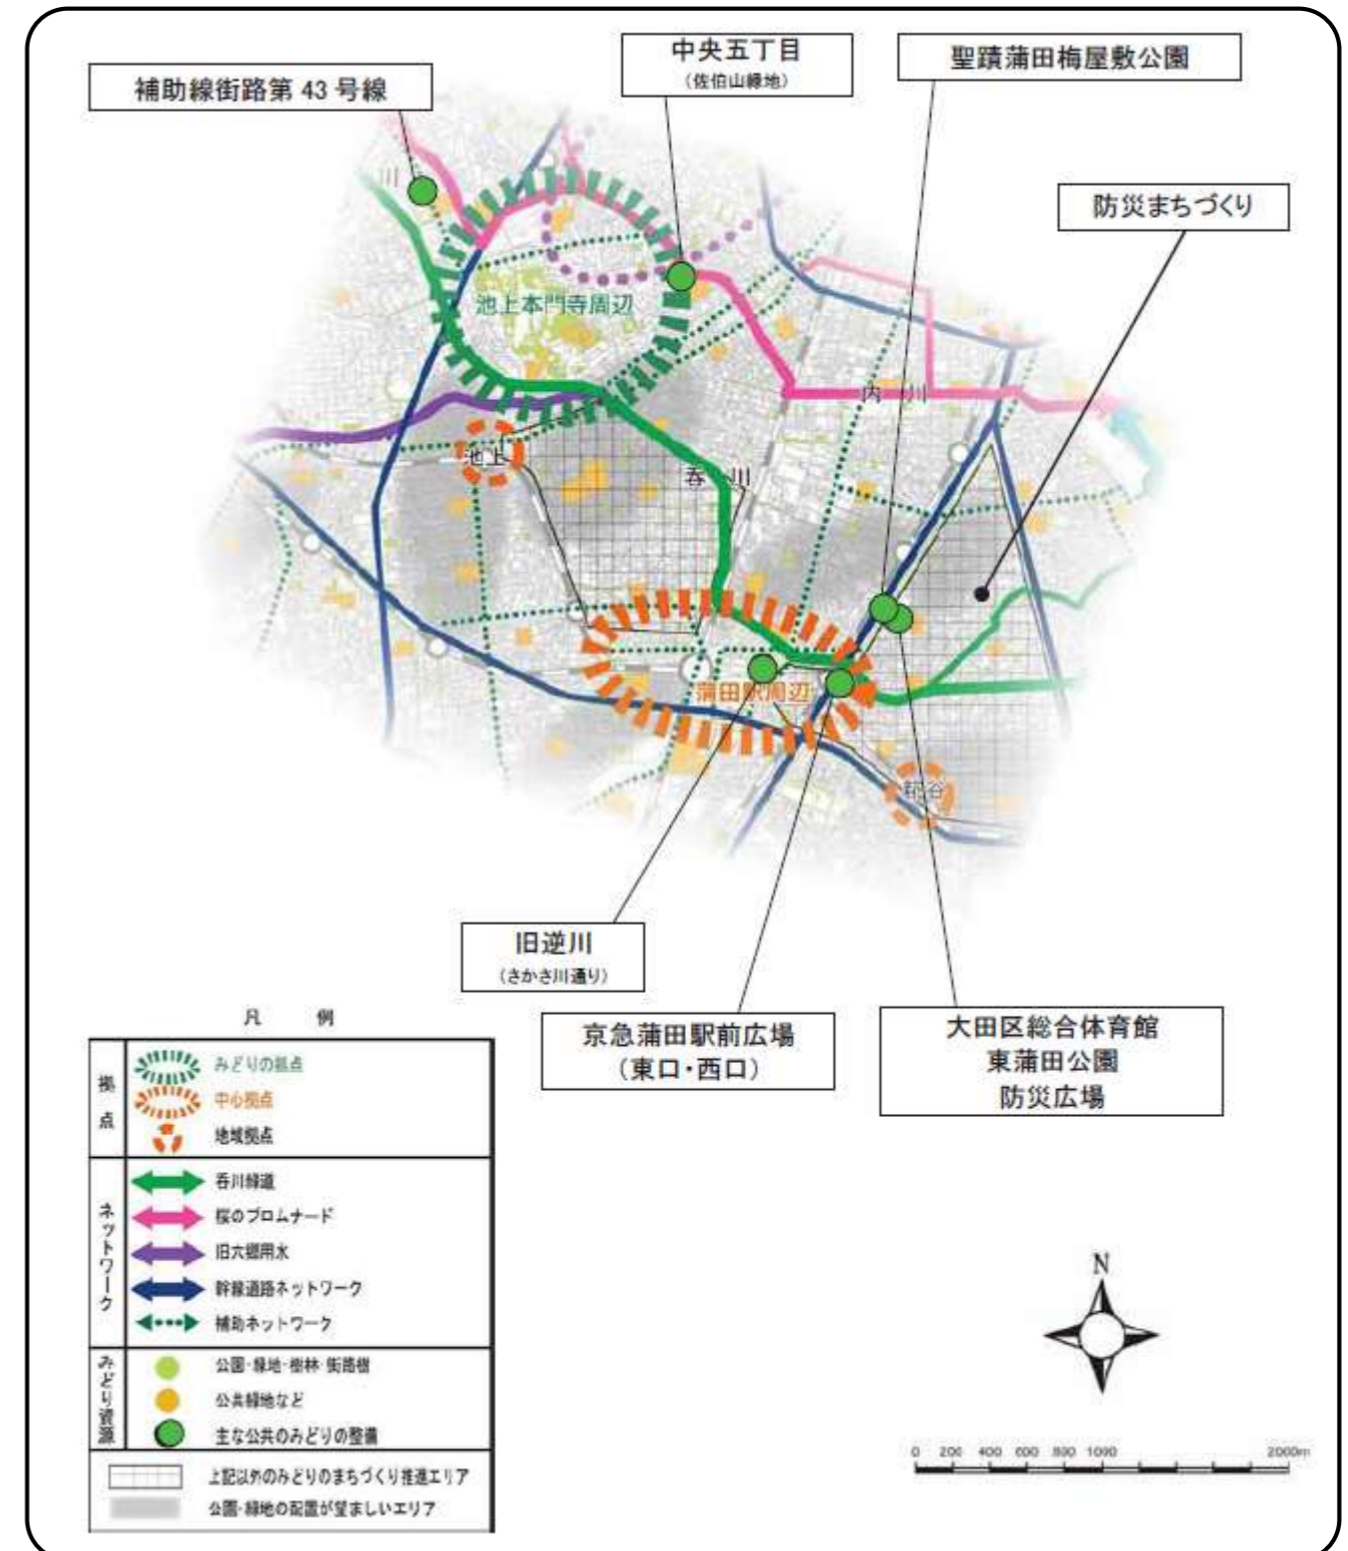 補助線街路第 43 号線
中央五丁目
（佐伯山緑地）
聖蹟蒲田梅屋敷公園
防災まちづくり
川
池上本門寺周辺
内 川
池上
呑 川
蒲田駅周辺
糀谷
旧逆川
（さかさ川通り）
京急蒲田駅前広場
（東口・西口）
大田区総合体育館
東蒲田公園
防災広場
凡 例
拠点
みどりの拠点
中心拠点
地域拠点
ネットワーク
呑川緑道
桜のプロムナード
旧六郷用水
幹線道路ネットワーク
補助ネットワーク
みどり資源
公園・緑地・樹林・街路樹
公共緑地など
主な公共のみどりの整備
上記以外のみどりのまちづくり推進エリア
公園・緑地の配置が望ましいエリア
N
0 200 400 600 800 1000 2000m